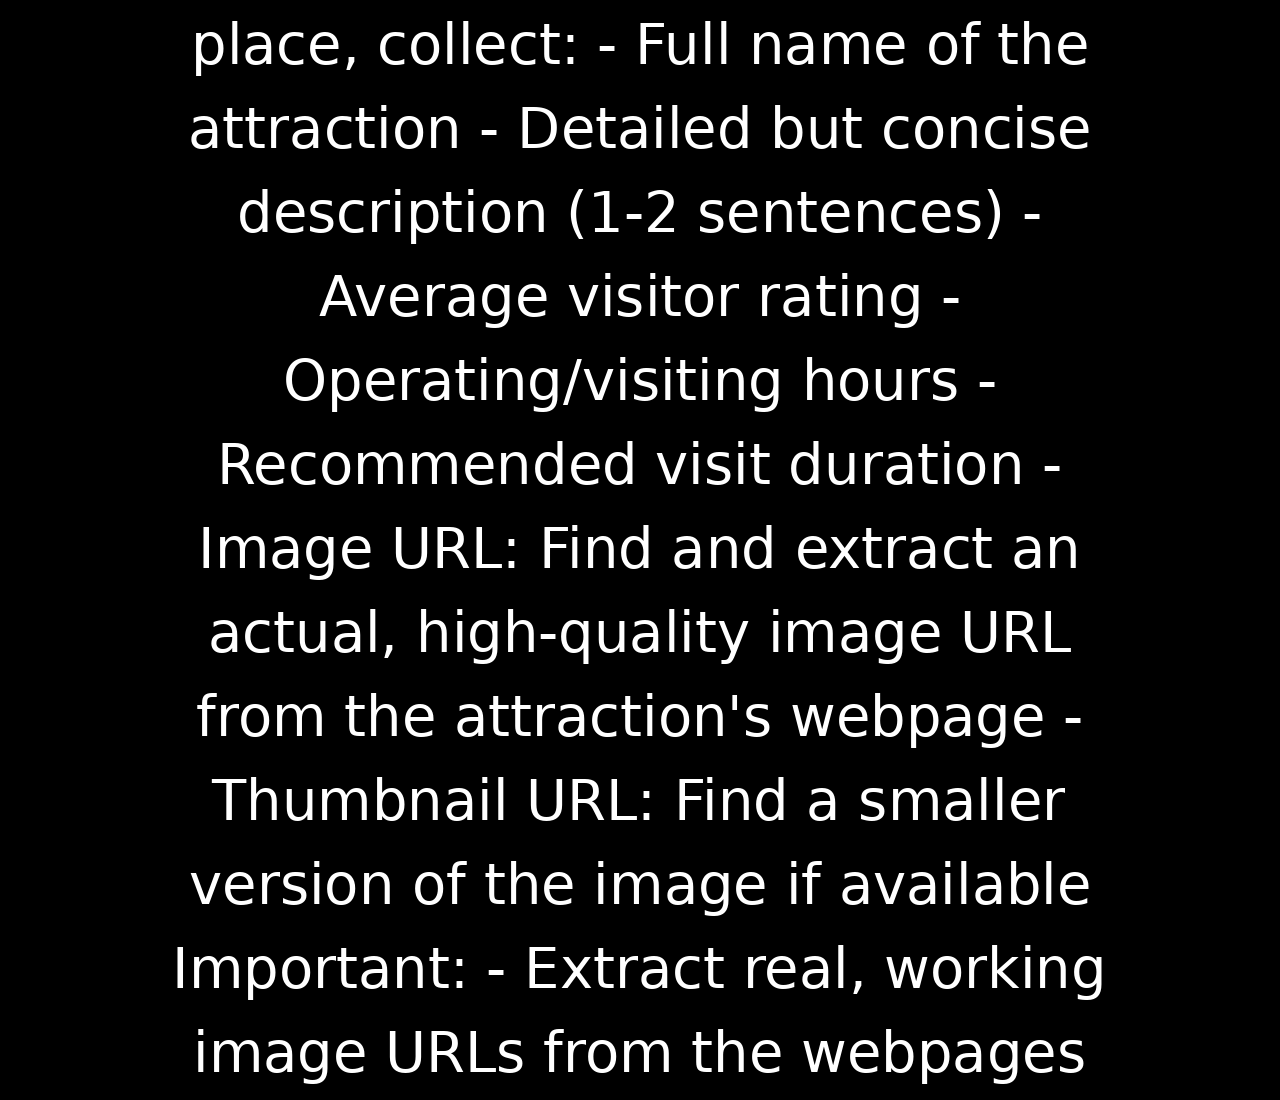 place, collect: - Full name of the
attraction - Detailed but concise
description (1-2 sentences) -
Average visitor rating -
Operating/visiting hours -
Recommended visit duration -
Image URL: Find and extract an
actual, high-quality image URL
from the attraction's webpage -
Thumbnail URL: Find a smaller
version of the image if available
Important: - Extract real, working
image URLs from the webpages